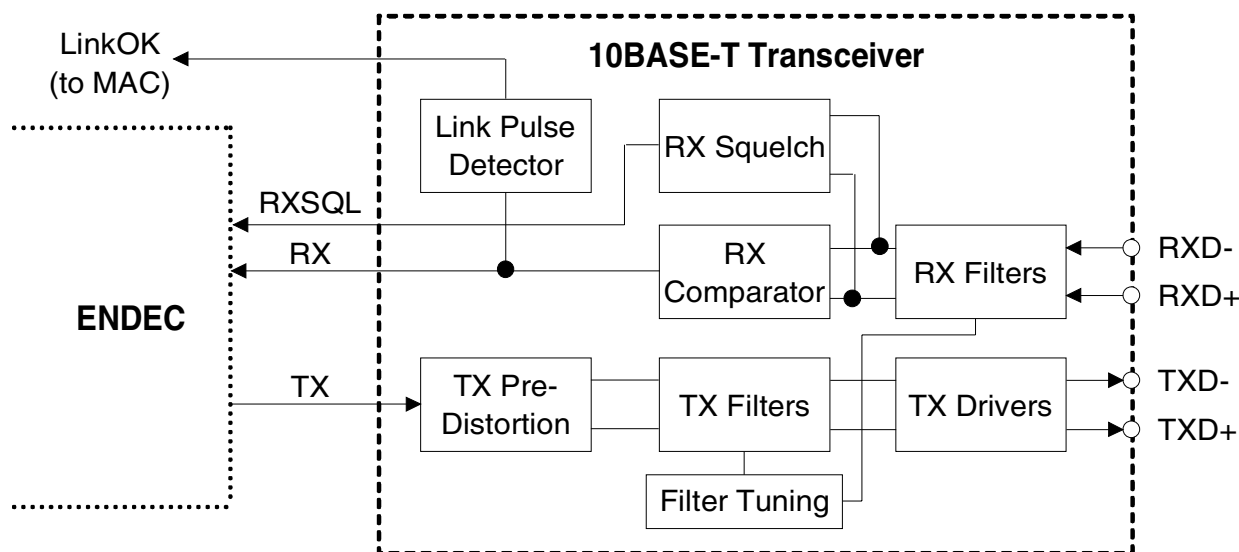 LinkOK
(to MAC)
10BASE-T Transceiver
Link Pulse
Detector
RX Squelch
RXSQL
RX
RX
Comparator
RX Filters
RXD-
RXD+
ENDEC
TX
TX Pre-
Distortion
TX Filters
TX Drivers
TXD-
TXD+
Filter Tuning